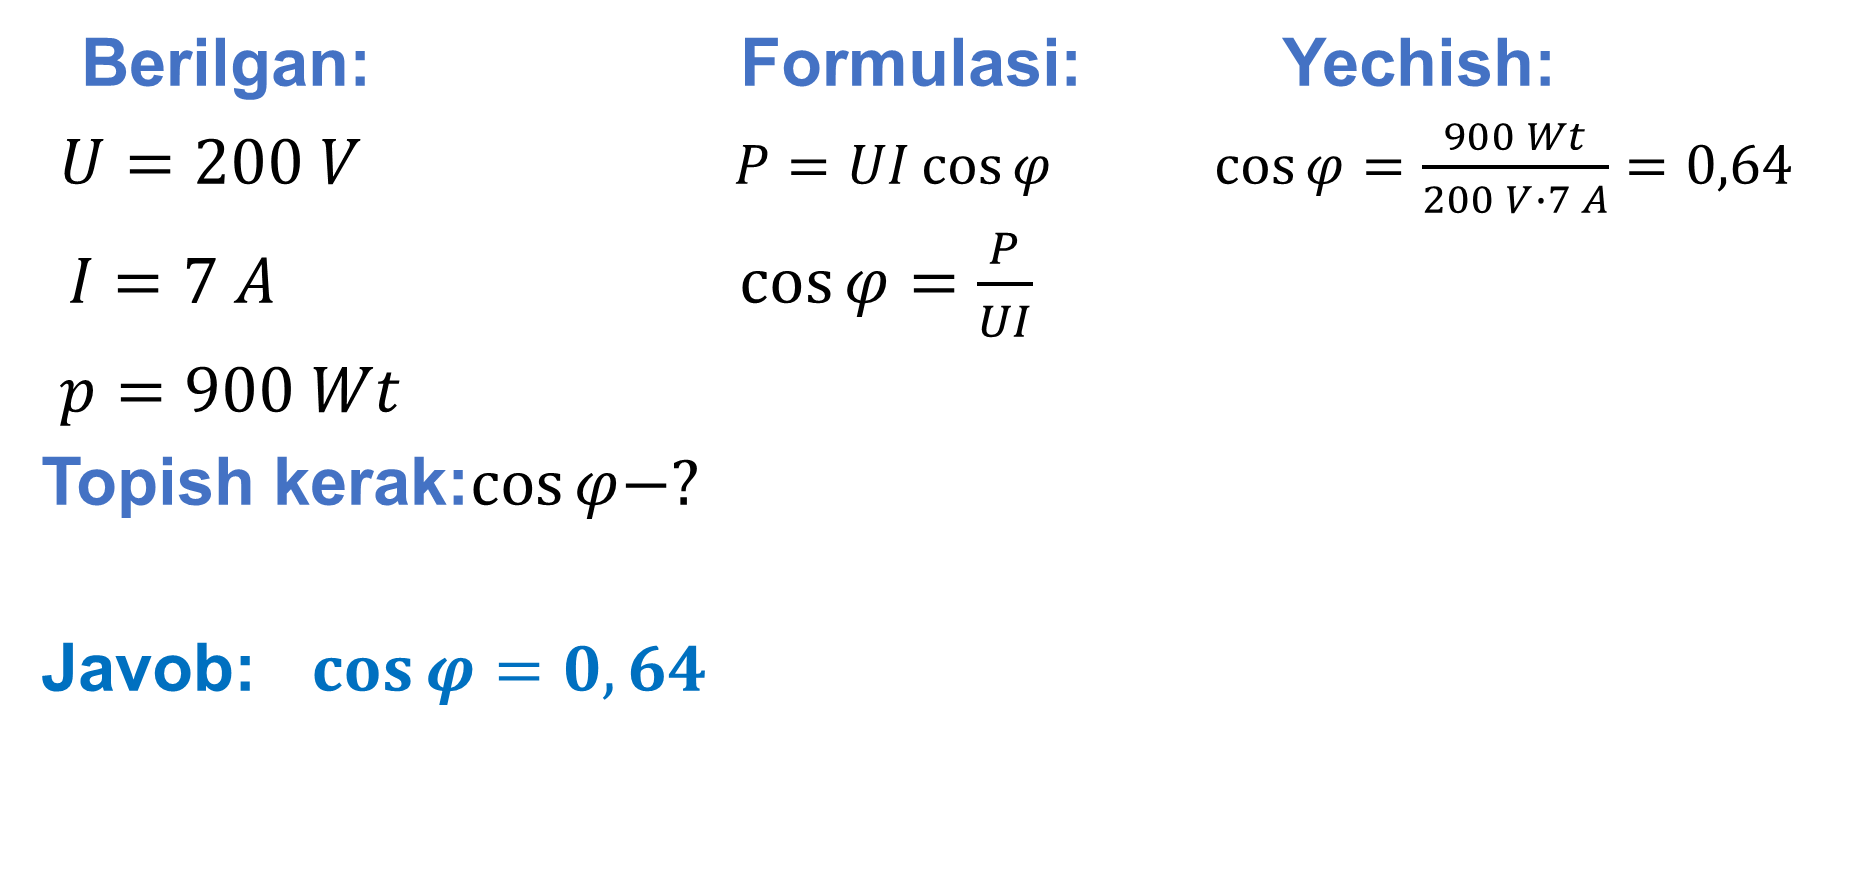 Berilgan:
U = 200 V
I = 7 A
p = 900 Wt
Topish kerak: cos φ−?
Formulasi:
P = UI cos φ
cos φ = P/UI
Yechish:
cos φ = 900 Wt/200 V·7 A = 0,64
Javob: cos φ = 0, 64